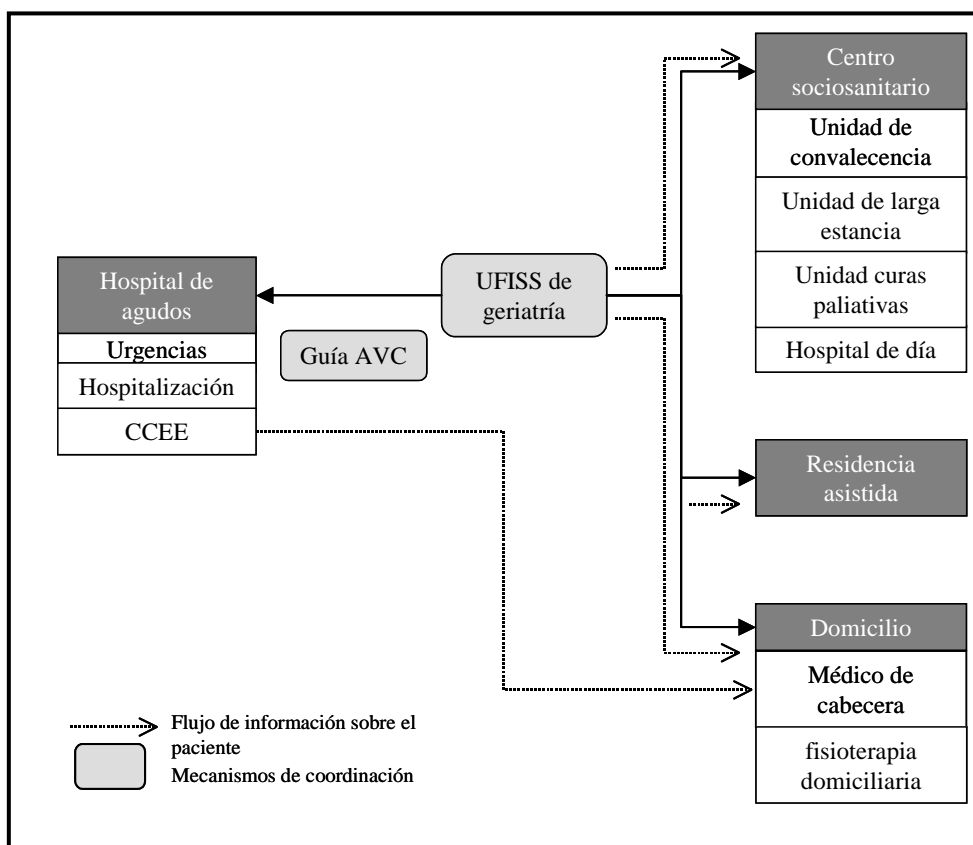 Centro
sociosanitario
Unidad de
convalecencia
Unidad de larga
estancia
Unidad curas
paliativas
Hospital de día
UFISS de
geriatría
Hospital de
agudos
Urgencias
Hospitalización
CCEE
Guía AVC
Residencia
asistida
Domicilio
Médico de
cabecera
fisioterapia
domiciliaria
Flujo de información sobre el
paciente
Mecanismos de coordinación